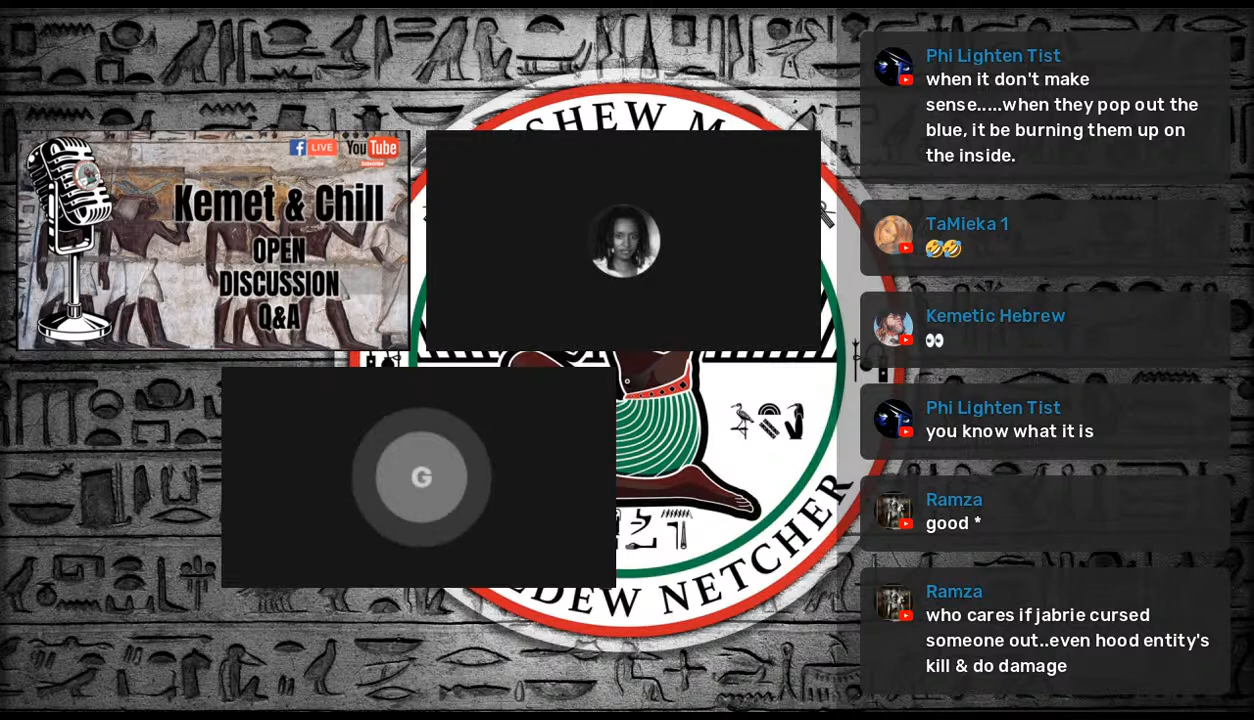 LIVE
YouTube
Subscribe
Kemet & Chill
OPEN
DISCUSSION
Q&A
SHEW M
NETCHER
G
Phi Lighten Tist
when it don't make
sense.....when they pop out the
blue, it be burning them up on
the inside.
TaMieka 1
🤣🤣
Kemetic Hebrew
👀
Phi Lighten Tist
you know what it is
Ramza
good *
Ramza
who cares if jabrie cursed
someone out..even hood entity's
kill & do damage